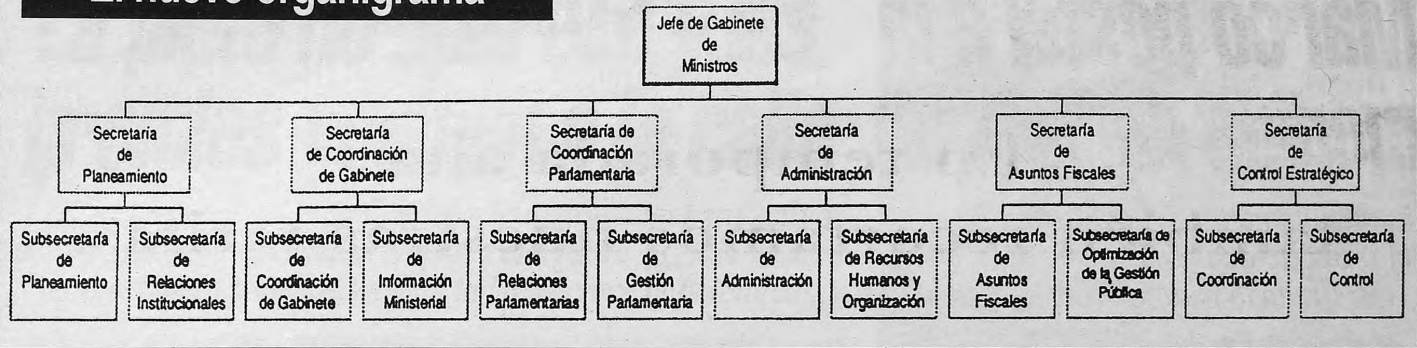 El nuevo organigrama
Jefe de Gabinete
de
Ministros
Secretaría
de
Planeamiento
Secretaría
de Coordinación
de Gabinete
Secretaría de
Coordinación
Parlamentaria
Secretaría
de
Administración
Secretaría
de
Asuntos Fiscales
Secretaría
de
Control Estratégico
Subsecretaría
de
Planeamiento
Subsecretaría
de
Relaciones
Institucionales
Subsecretaría
de
Coordinación
de Gabinete
Subsecretaría
de
Información
Ministerial
Subsecretaría
de
Relaciones
Parlamentarias
Subsecretaría
de
Gestión
Parlamentaria
Subsecretaría
de
Administración
Subsecretaría
de Recursos
Humanos y
Organización
Subsecretaría
de
Asuntos
Fiscales
Subsecretaría de
Optimización
de la Gestión
Pública
Subsecretaría
de
Coordinación
Subsecretaría
de
Control